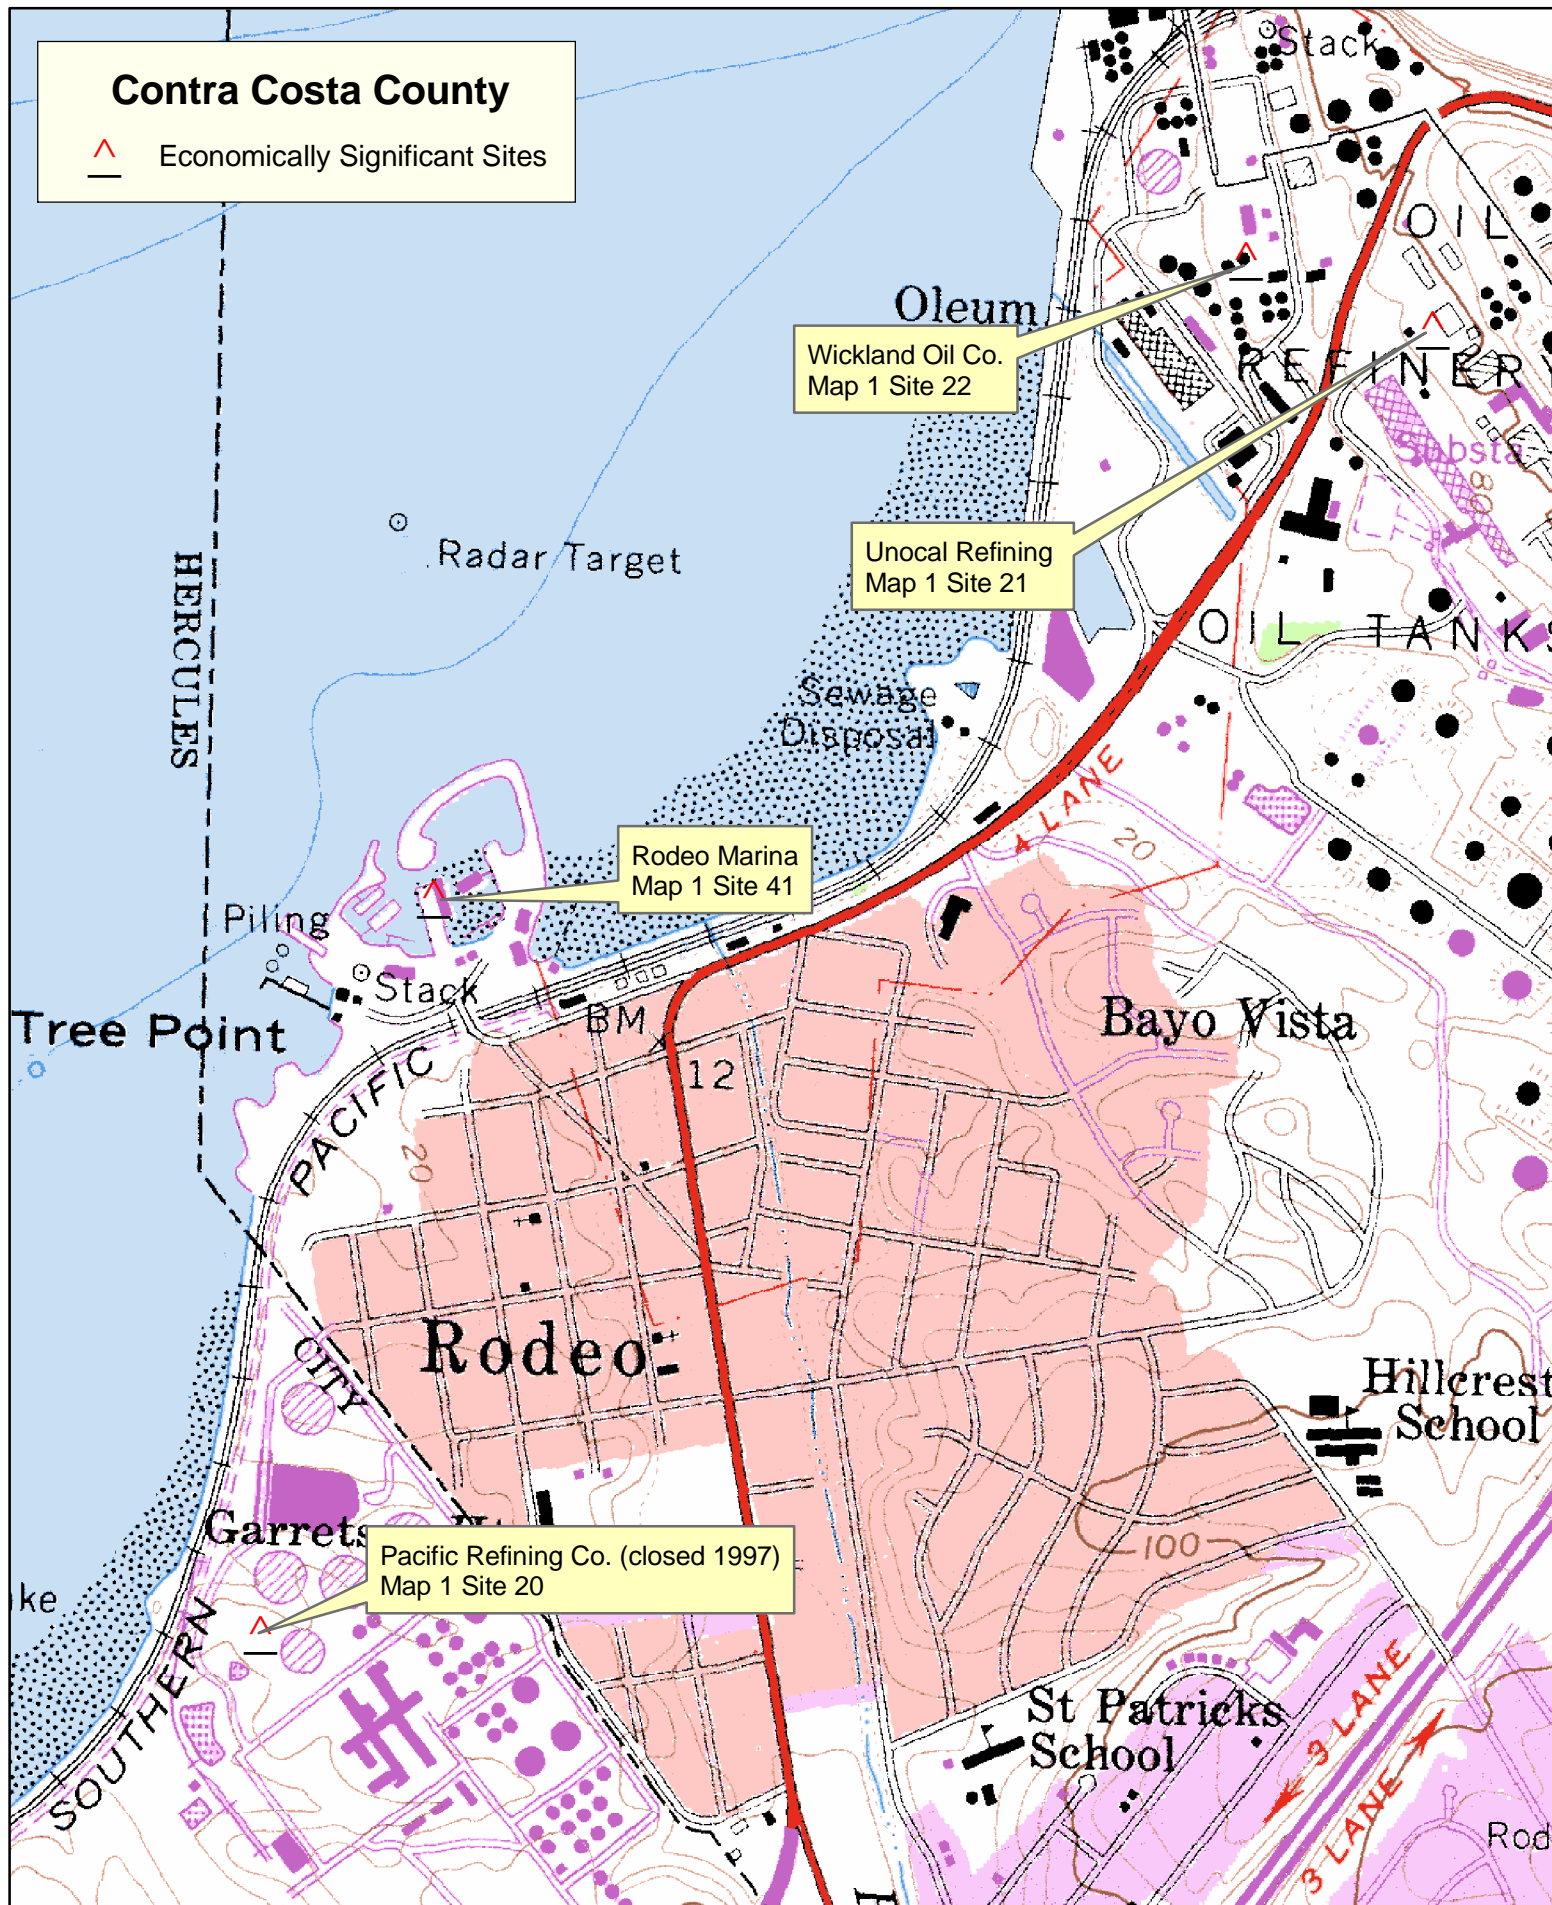 Contra Costa County
Economically Significant Sites
Stack
OIL
Oleum
Wickland Oil Co.
Map 1 Site 22
REFINERY
Substa
80
HERCULES
Radar Target
Unocal Refining
Map 1 Site 21
OIL TANKS
Sewage
Disposal
4 LANE
20
Rodeo Marina
Map 1 Site 41
Piling
Stack
BM
12
Tree Point
Bayo Vista
PACIFIC
20
CITY
Rodeo
Hillcrest
School
Garrets
Pacific Refining Co. (closed 1997)
Map 1 Site 20
100
ke
SOUTHERN
St Patricks
School
3 LANE
3 LANE
Rod